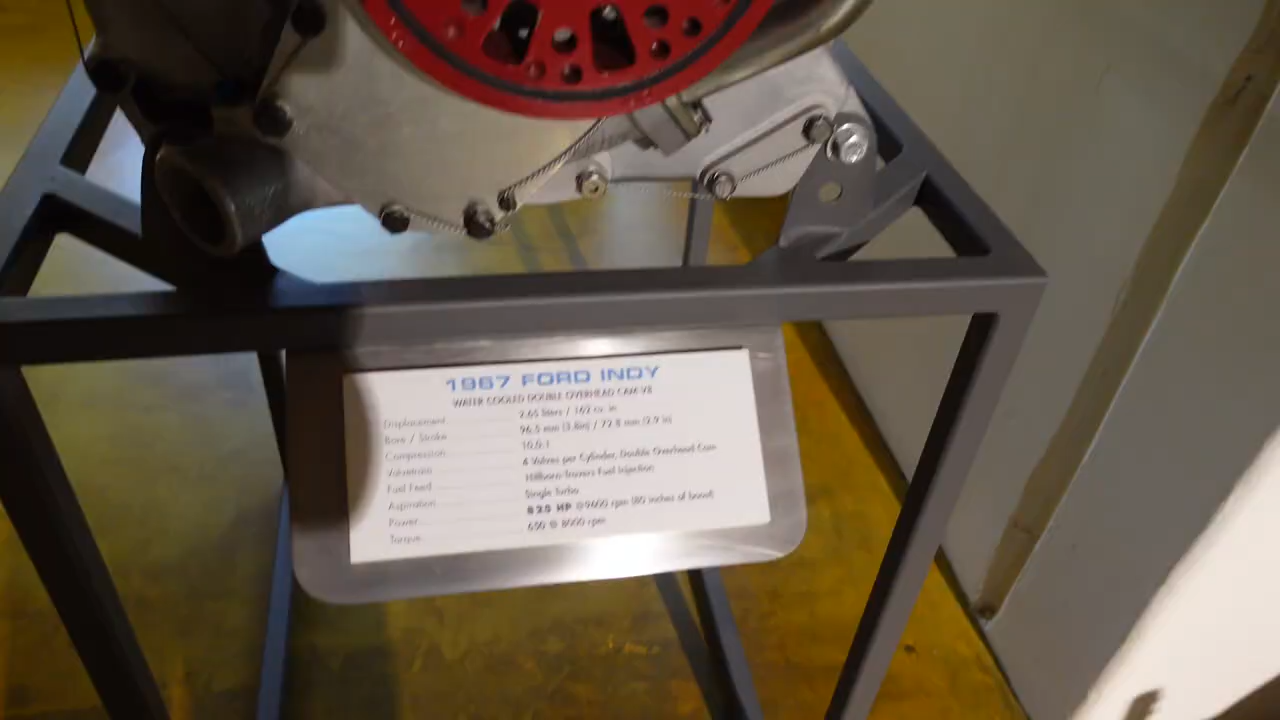 1967 FORD INDY
WATER COOLED DOUBLE OVERHEAD CAM V8
Displacement 2.65 liters / 162 cu. in
Bore / Stroke 96.5 mm (3.8in) / 72.8 mm (2.9 in)
Compression 10.0:1
Valvetrain 4 Valves per Cylinder, Double Overhead Cam
Fuel Feed Hilborn-Travers Fuel Injection
Aspiration Single Turbo
Power 825 HP @9600 rpm (80 inches of boost)
Torque 650 @ 8000 rpm